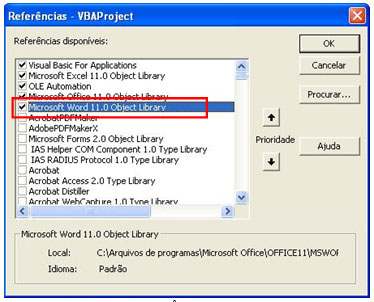 Referências - VBAProject
Referências disponíveis:
Visual Basic For Applications
Microsoft Excel 11.0 Object Library
OLE Automation
Microsoft Office 11.0 Object Library
Microsoft Word 11.0 Object Library
AcrobatPDFMaker
AdobePDFMakerX
Microsoft Forms 2.0 Object Library
IAS Helper COM Component 1.0 Type Library
IAS RADIUS Protocol 1.0 Type Library
Acrobat
Acrobat Access 2.0 Type Library
Acrobat Distiller
Acrobat WebCapture 1.0 Type Library
OK
Cancelar
Procurar...
Prioridade
Ajuda
Microsoft Word 11.0 Object Library
Local: C:\Arquivos de programas\Microsoft Office\OFFICE11\MSWOR
Idioma: Padrão